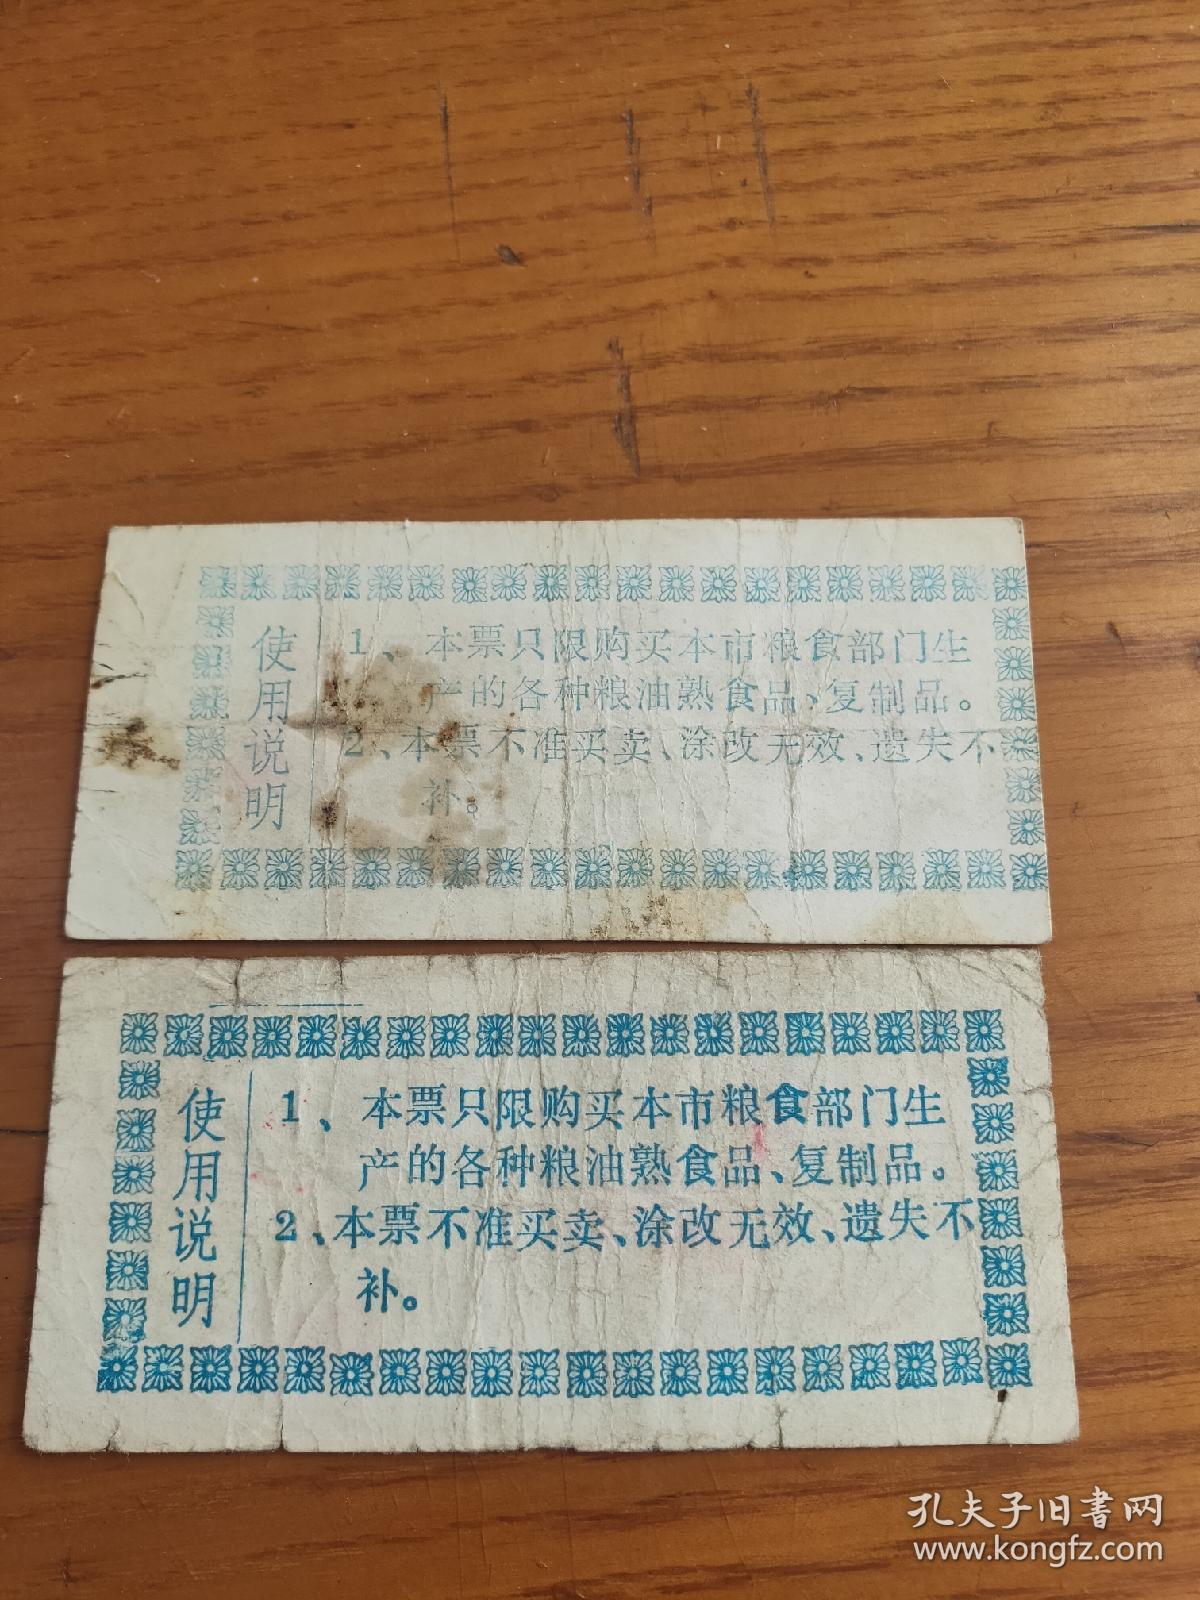 使用说明
1、本票只限购买本市粮食部门生
产的各种粮油熟食品、复制品。
2、本票不准买卖、涂改无效、遗失不
补。
使用说明
1、本票只限购买本市粮食部门生
产的各种粮油熟食品、复制品。
2、本票不准买卖、涂改无效、遗失不
补。
孔夫子旧书网
www.kongfz.com